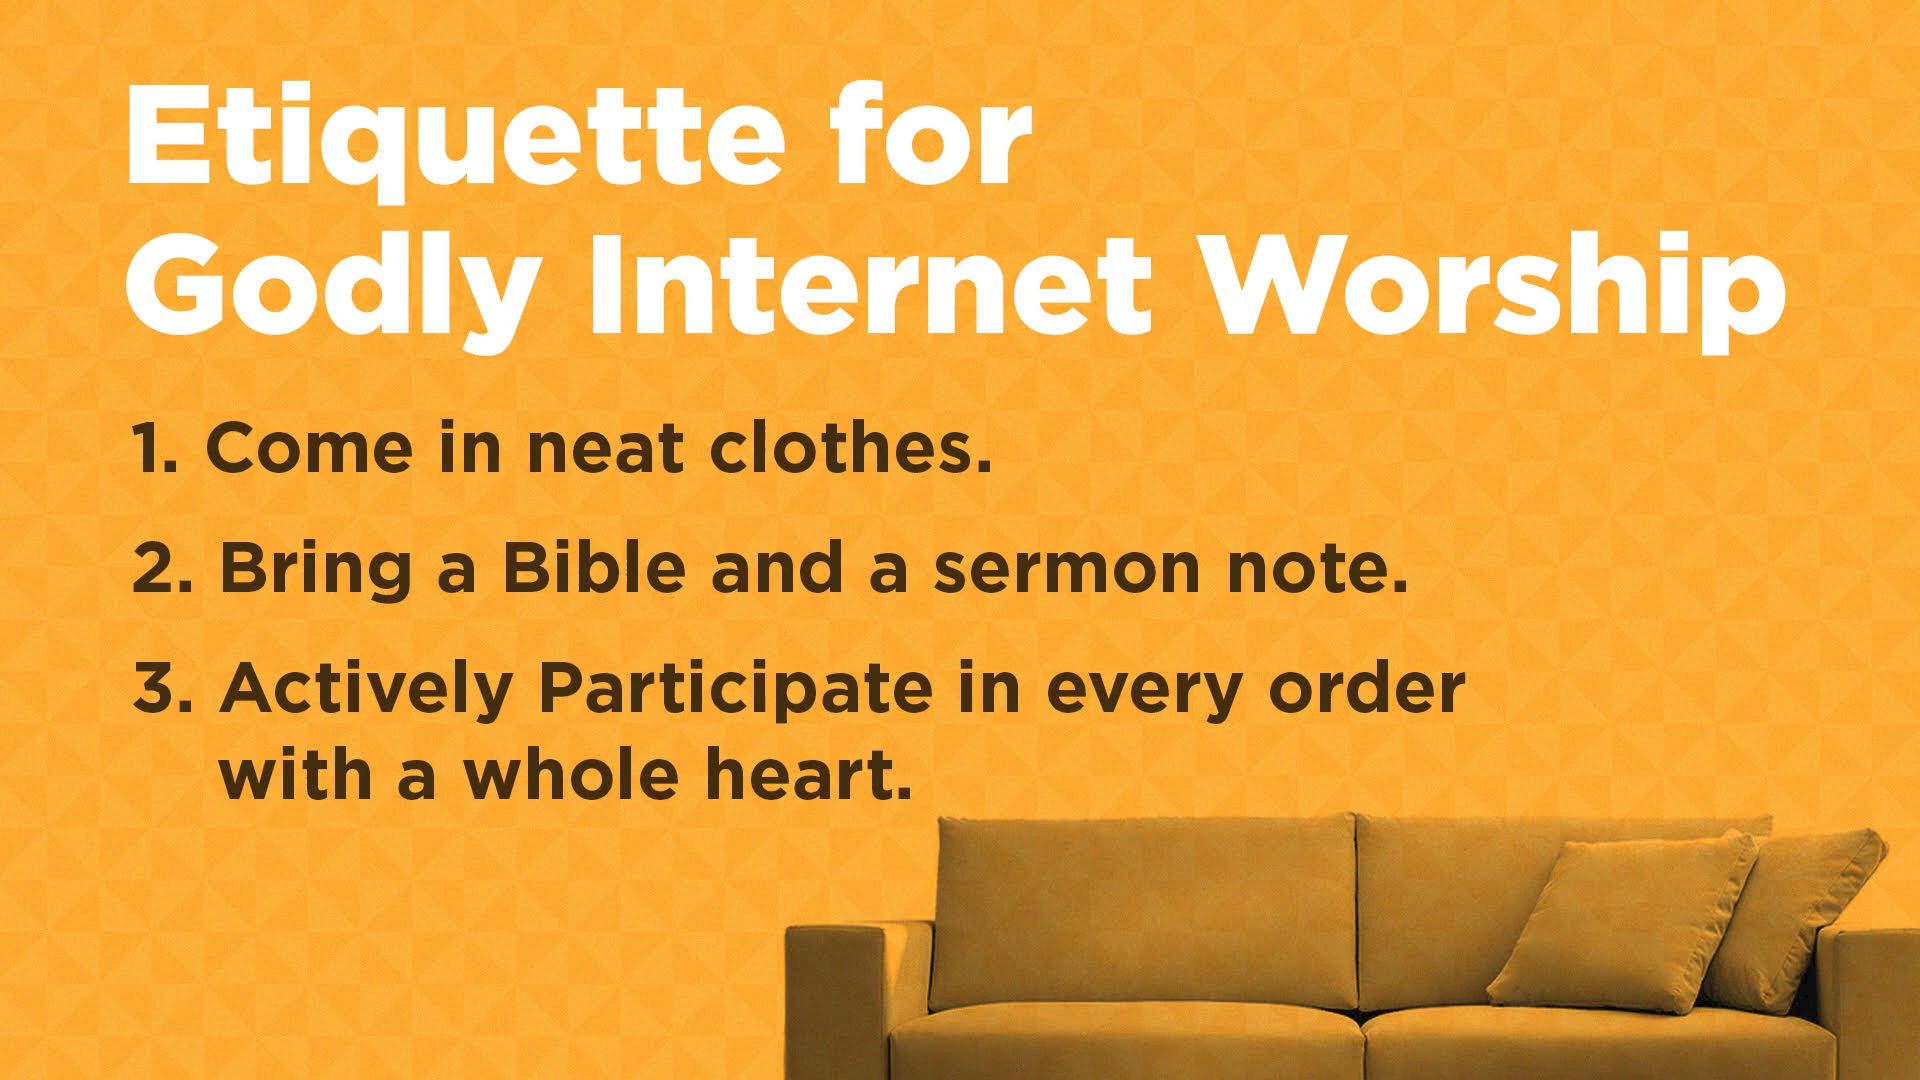 Etiquette for
Godly Internet Worship
1. Come in neat clothes.
2. Bring a Bible and a sermon note.
3. Actively Participate in every order
with a whole heart.